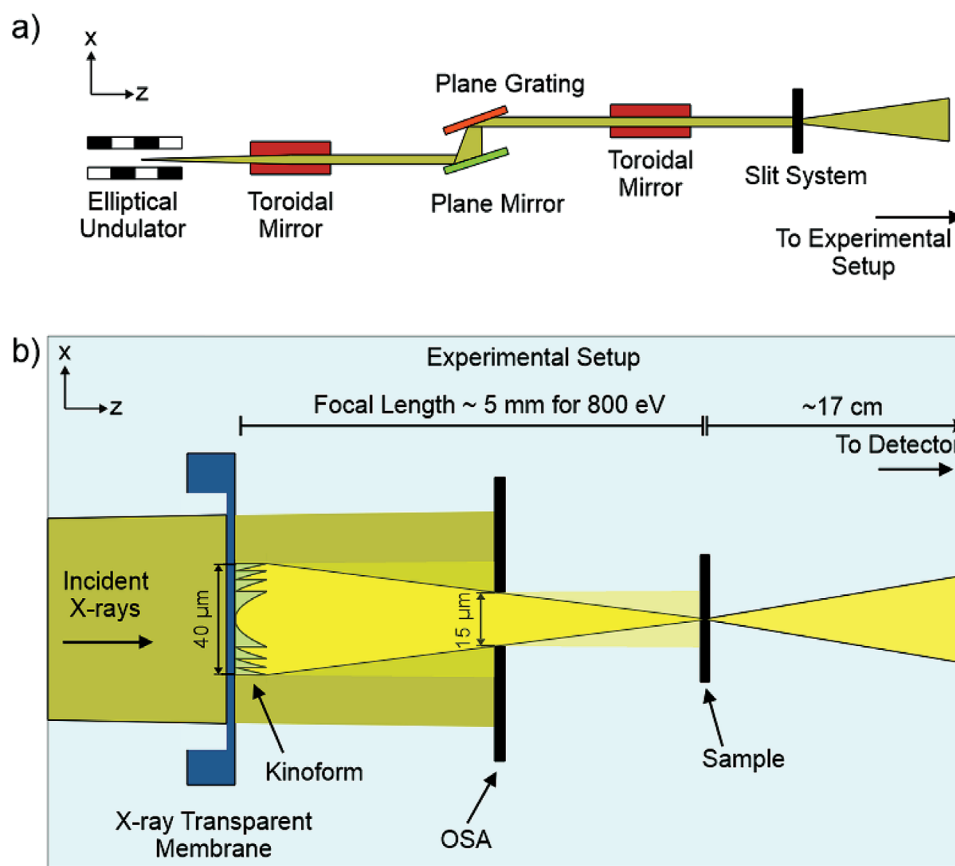 a)
x
z
Plane Grating
Elliptical
Undulator
Toroidal
Mirror
Plane Mirror
Toroidal
Mirror
Slit System
To Experimental
Setup
b)
x
z
Experimental Setup
Focal Length ~ 5 mm for 800 eV
~17 cm
To Detector
Incident
X-rays
40 µm
15 µm
Kinoform
Sample
OSA
X-ray Transparent
Membrane